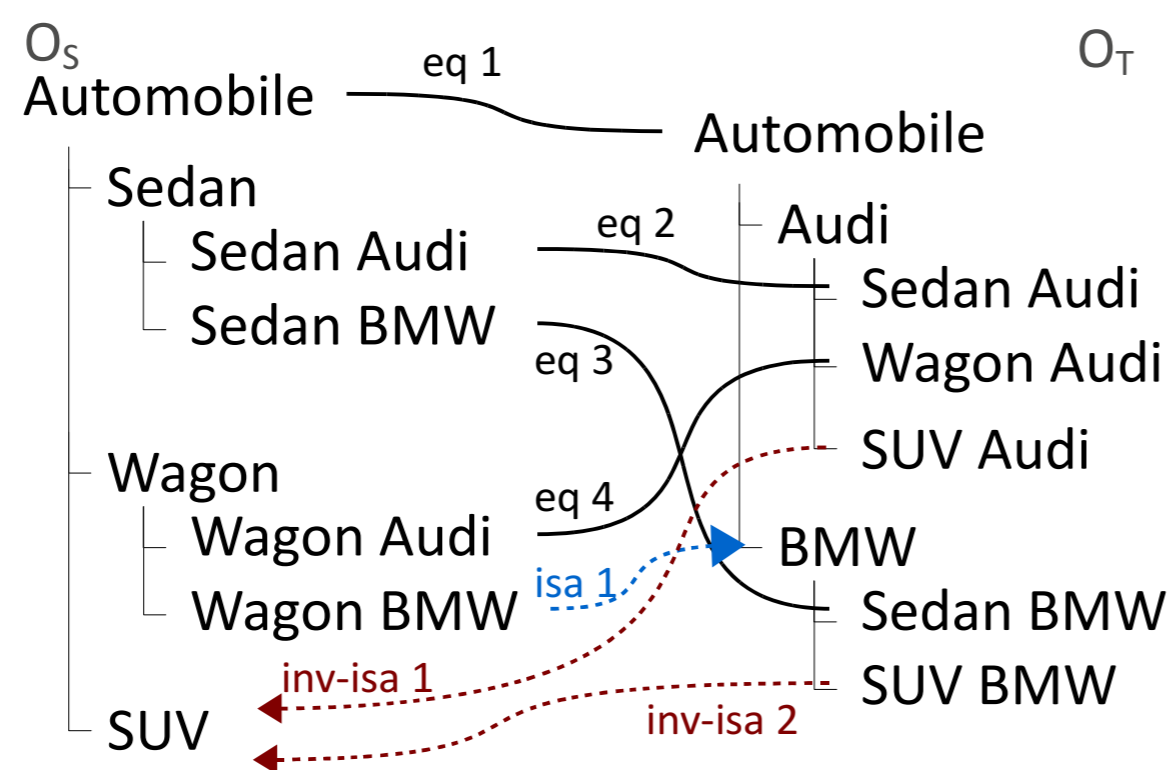 O_S
Automobile
Sedan
Sedan Audi
Sedan BMW
Wagon
Wagon Audi
Wagon BMW
SUV
eq 1
eq 2
eq 3
eq 4
isa 1
inv-isa 1
inv-isa 2
O_T
Automobile
Audi
Sedan Audi
Wagon Audi
SUV Audi
BMW
Sedan BMW
SUV BMW